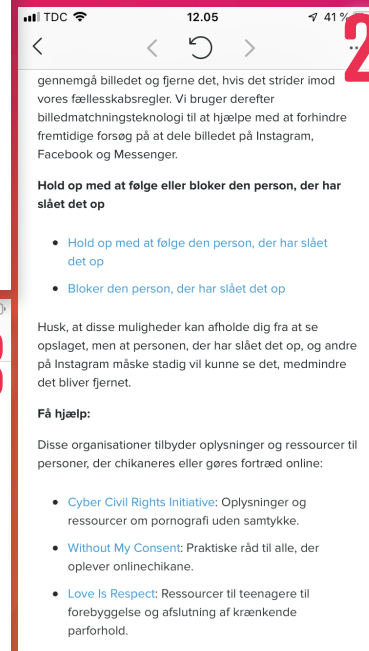 TDC
12.05
41 %
2
gennemgå billedet og fjerne det, hvis det strider imod
vores fællesskabsregler. Vi bruger derefter
billedmatchningsteknologi til at hjælpe med at forhindre
fremtidige forsøg på at dele billedet på Instagram,
Facebook og Messenger.
Hold op med at følge eller bloker den person, der har
slået det op
• Hold op med at følge den person, der har slået
det op
• Bloker den person, der har slået det op
Husk, at disse muligheder kan afholde dig fra at se
opslaget, men at personen, der har slået det op, og andre
på Instagram måske stadig vil kunne se det, medmindre
det bliver fjernet.
Få hjælp:
Disse organisationer tilbyder oplysninger og ressourcer til
personer, der chikaneres eller gøres fortræd online:
• Cyber Civil Rights Initiative: Oplysninger og
ressourcer om pornografi uden samtykke.
• Without My Consent: Praktiske råd til alle, der
oplever onlinechikane.
• Love Is Respect: Ressourcer til teenagere til
forebyggelse og afslutning af krænkende
parforhold.